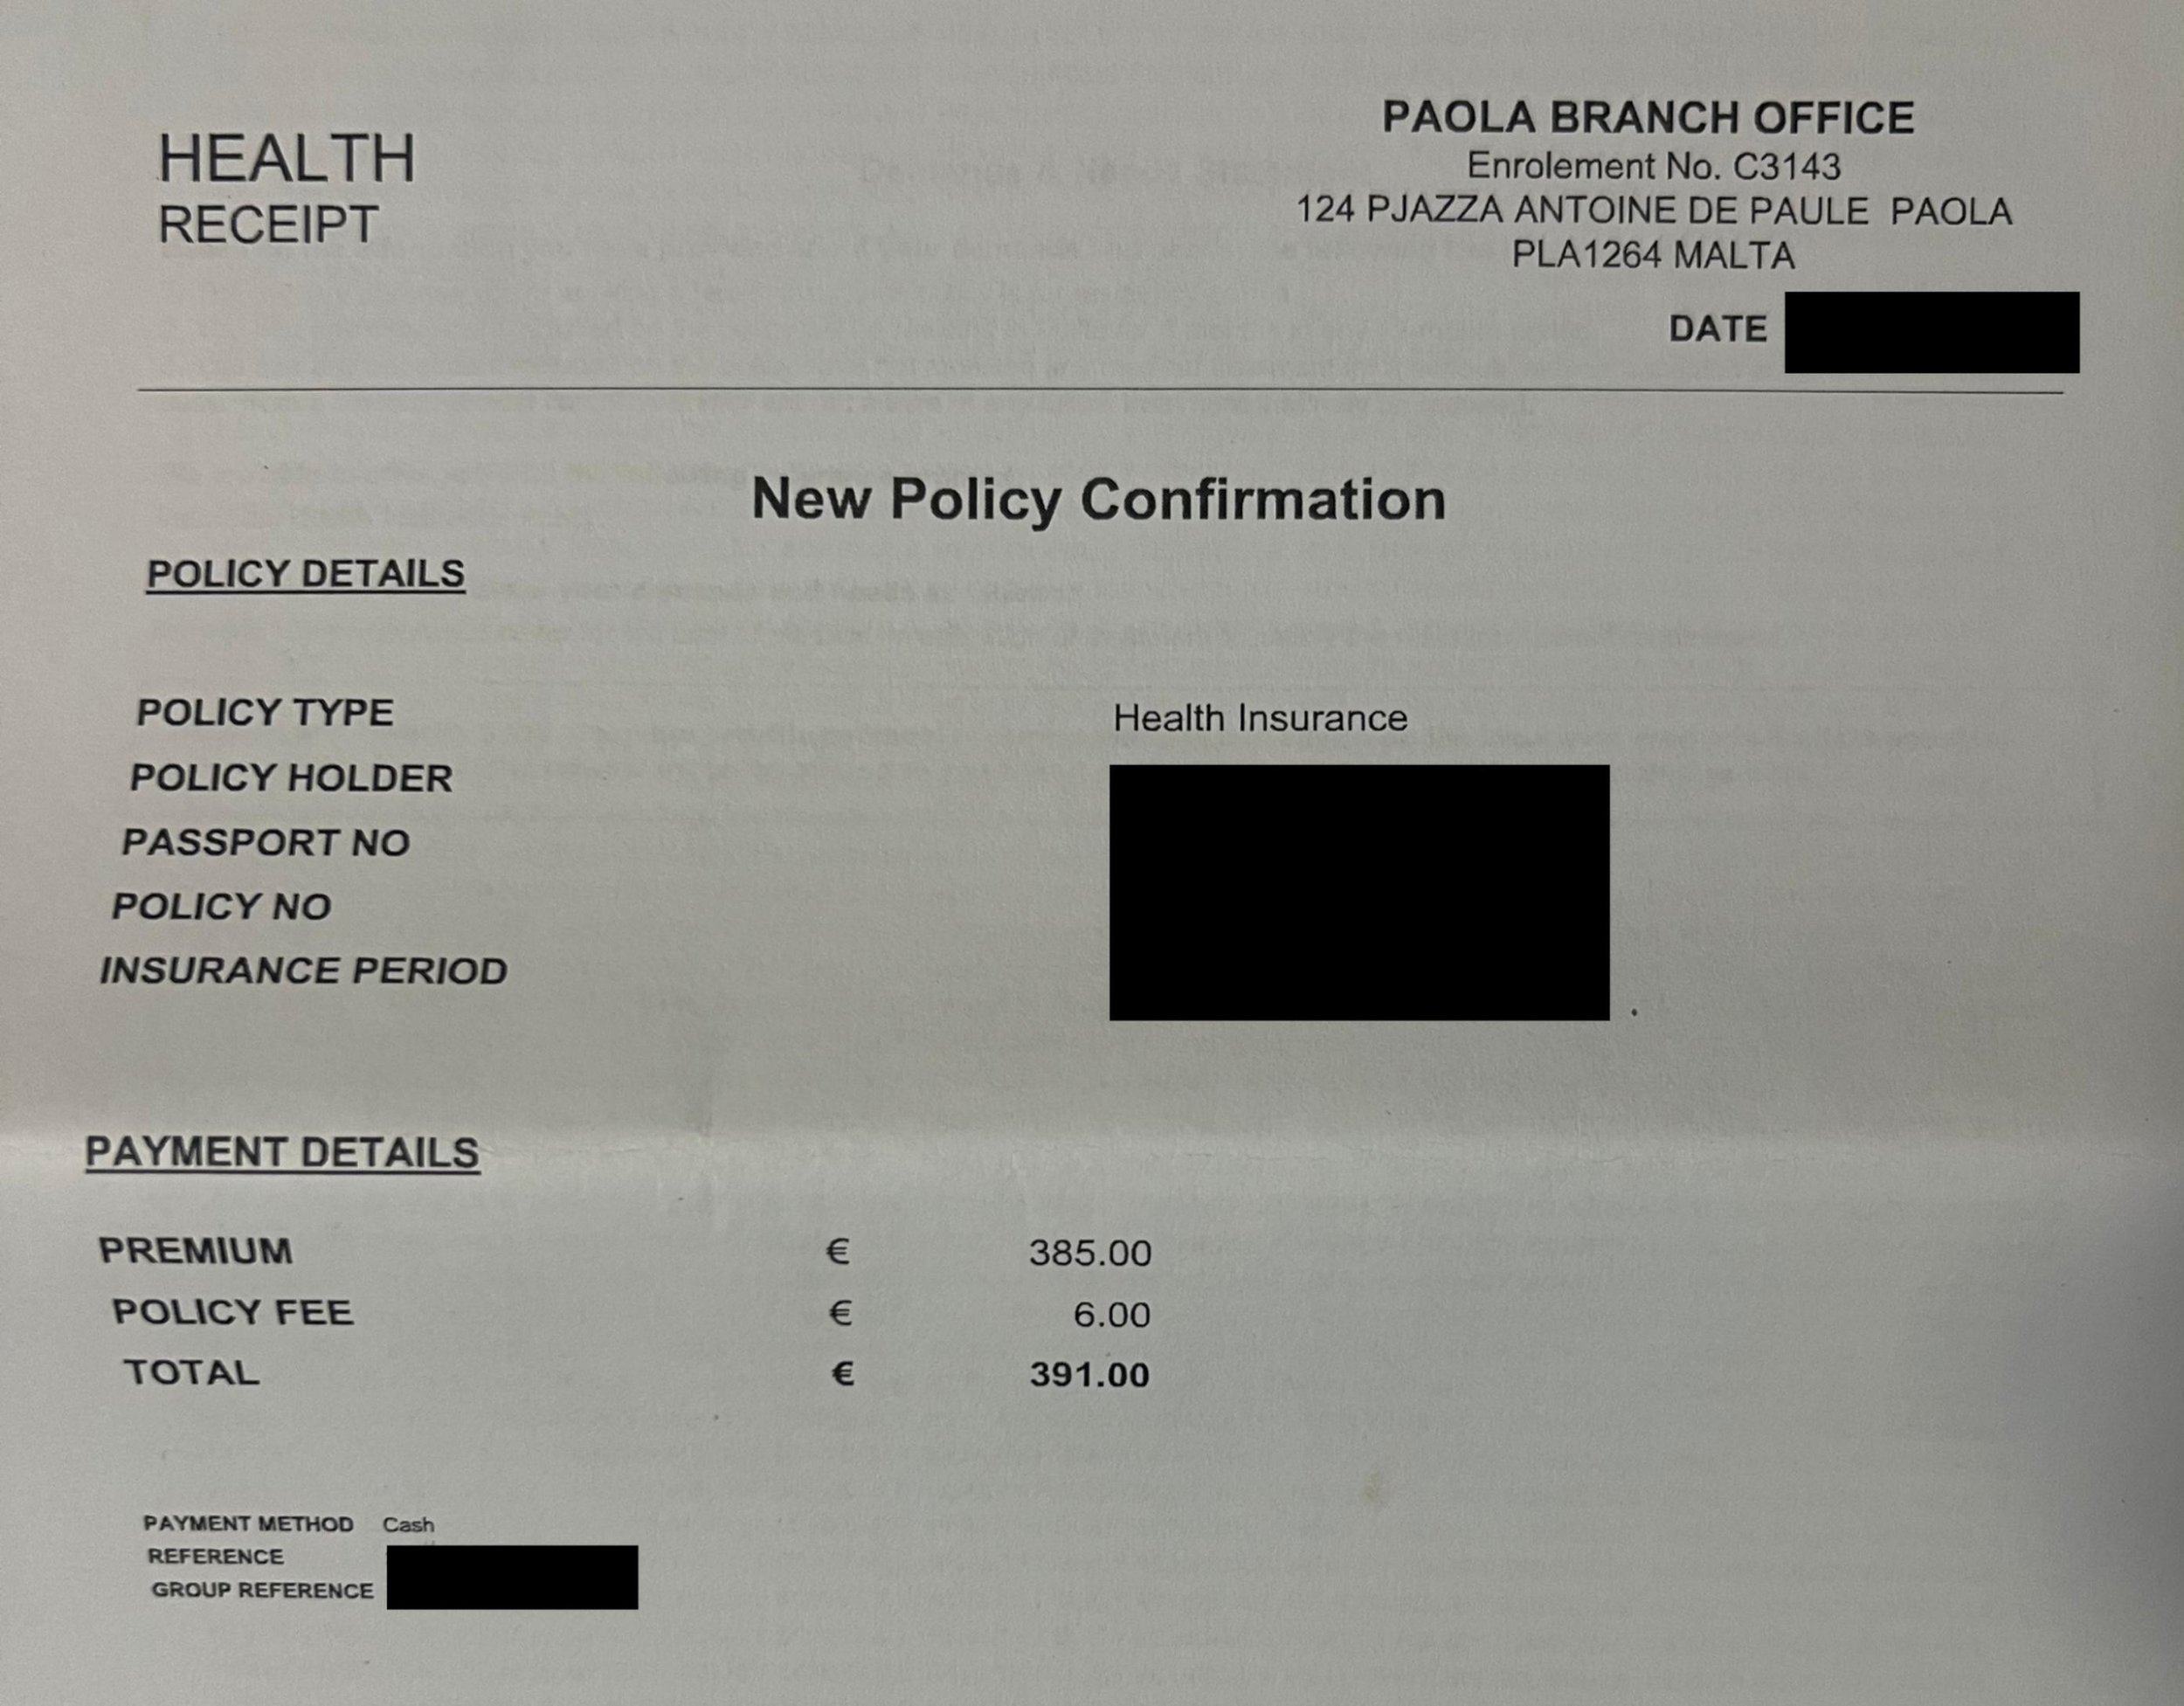 HEALTH
RECEIPT
PAOLA BRANCH OFFICE
Enrolement No. C3143
124 PJAZZA ANTOINE DE PAULE PAOLA
PLA1264 MALTA
DATE
New Policy Confirmation
POLICY DETAILS
POLICY TYPE Health Insurance
POLICY HOLDER
PASSPORT NO
POLICY NO
INSURANCE PERIOD
PAYMENT DETAILS
PREMIUM € 385.00
POLICY FEE € 6.00
TOTAL € 391.00
PAYMENT METHOD Cash
REFERENCE
GROUP REFERENCE